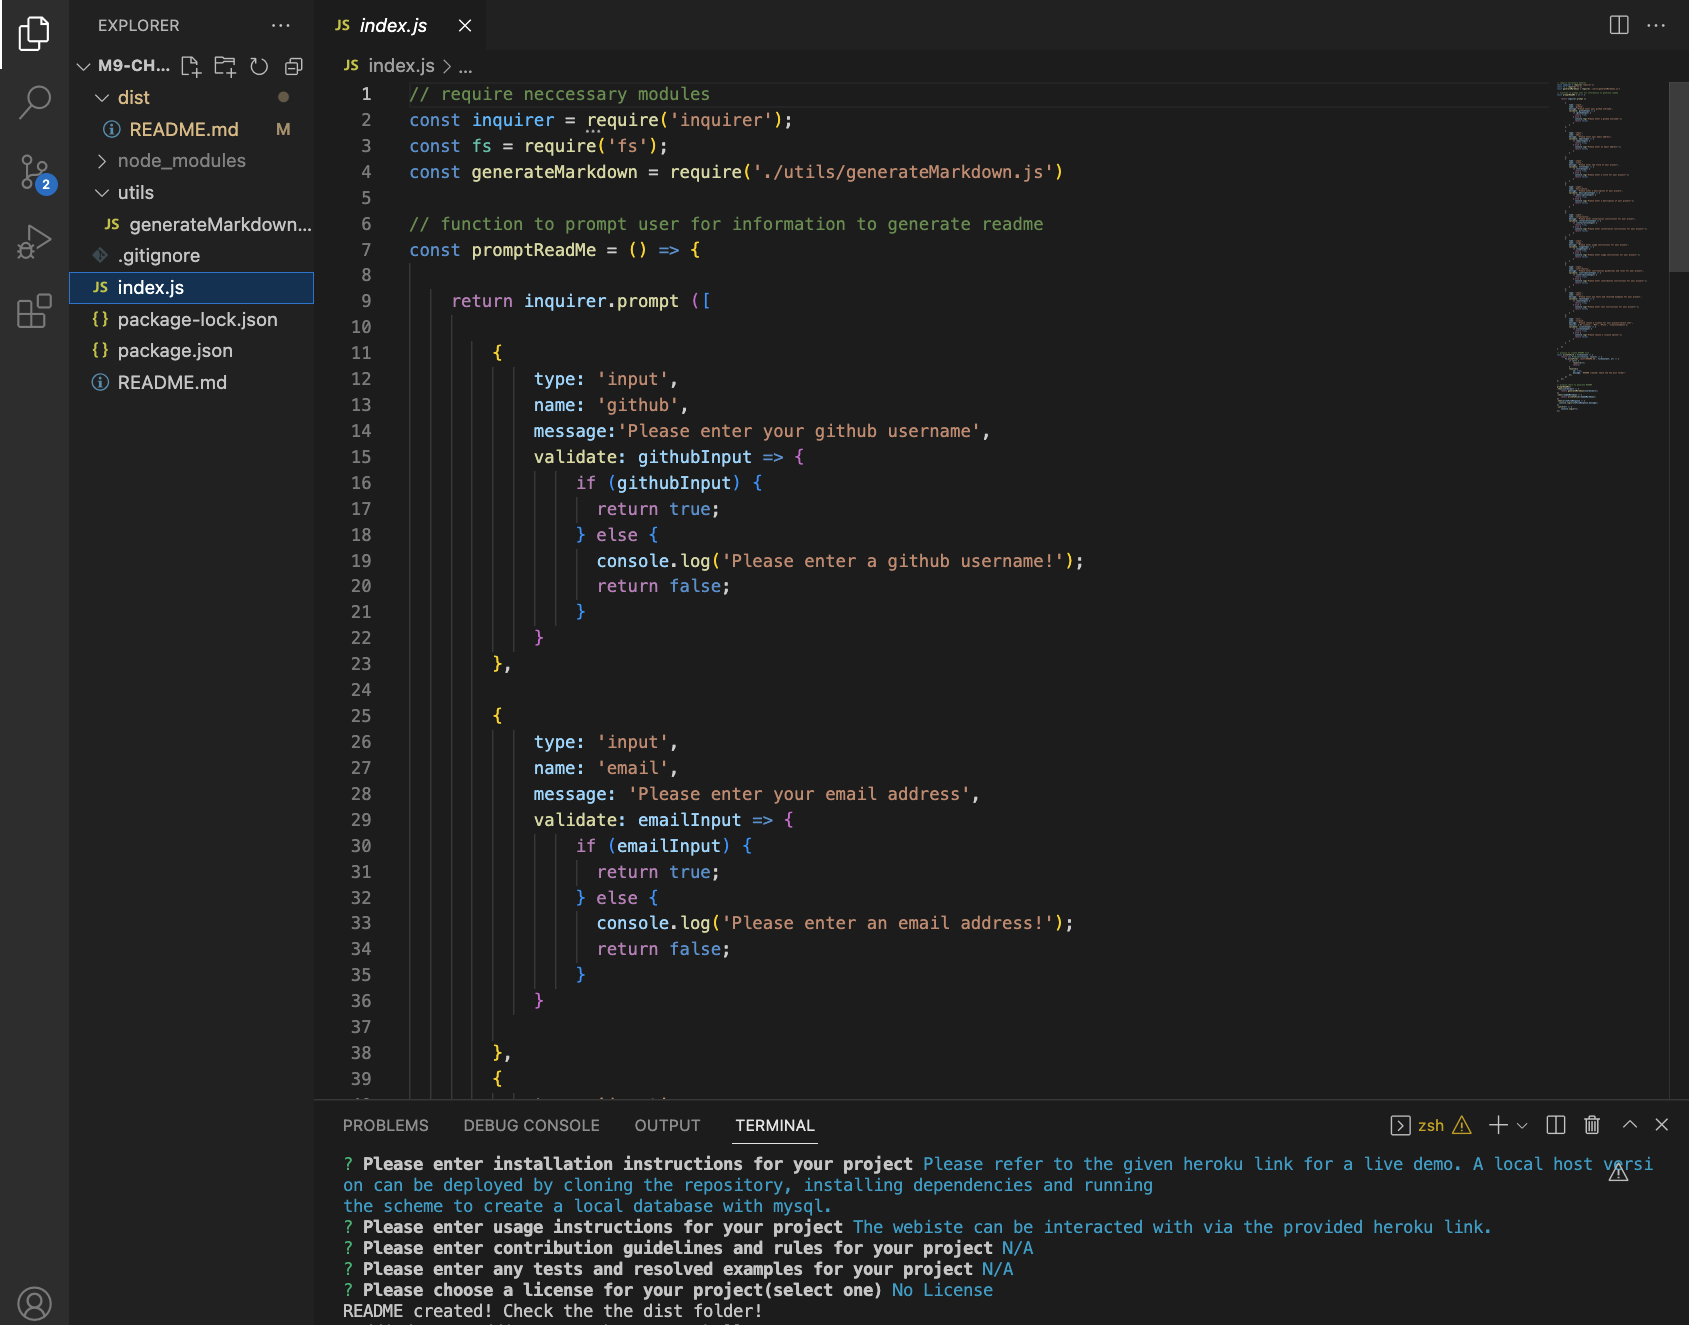 EXPLORER
M9-CH...
dist
README.md M
node_modules
utils
JS generateMarkdown...
.gitignore
JS index.js
{} package-lock.json
{} package.json
README.md
2
JS index.js
JS index.js > ...
1 // require neccessary modules
2 const inquirer = require('inquirer');
3 const fs = require('fs');
4 const generateMarkdown = require('./utils/generateMarkdown.js')
5
6 // function to prompt user for information to generate readme
7 const promptReadMe = () => {
8
9 return inquirer.prompt ([
10
11 {
12 type: 'input',
13 name: 'github',
14 message:'Please enter your github username',
15 validate: githubInput => {
16 if (githubInput) {
17 return true;
18 } else {
19 console.log('Please enter a github username!');
20 return false;
21 }
22 }
23 },
24
25 {
26 type: 'input',
27 name: 'email',
28 message: 'Please enter your email address',
29 validate: emailInput => {
30 if (emailInput) {
31 return true;
32 } else {
33 console.log('Please enter an email address!');
34 return false;
35 }
36 }
37
38 },
39 {
PROBLEMS DEBUG CONSOLE OUTPUT TERMINAL
zsh
? Please enter installation instructions for your project Please refer to the given heroku link for a live demo. A local host versi
on can be deployed by cloning the repository, installing dependencies and running
the scheme to create a local database with mysql.
? Please enter usage instructions for your project The webiste can be interacted with via the provided heroku link.
? Please enter contribution guidelines and rules for your project N/A
? Please enter any tests and resolved examples for your project N/A
? Please choose a license for your project(select one) No License
README created! Check the the dist folder!